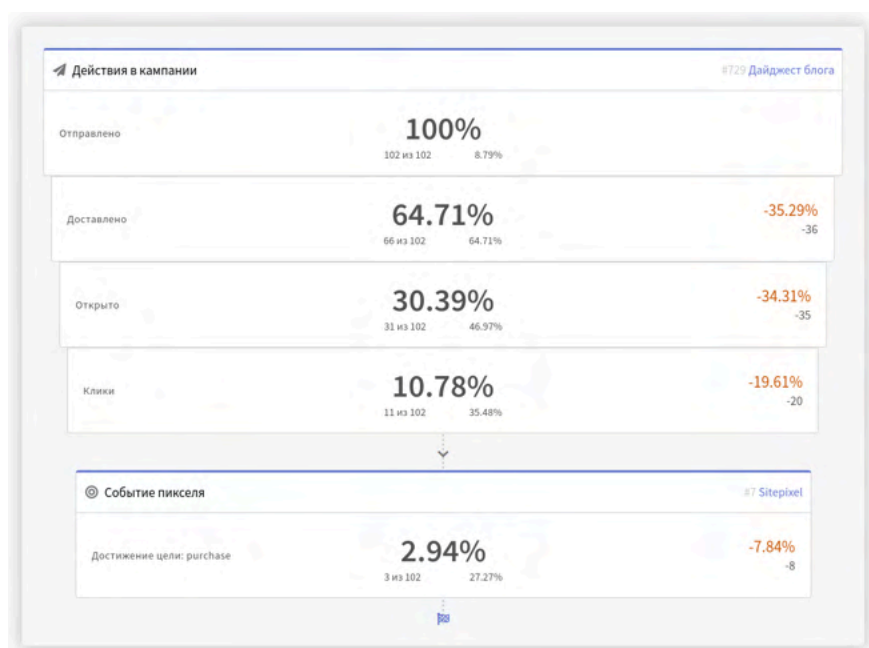 Действия в кампании #729 Дайджест блога
Отправлено 100%
102 из 102 8.79%
Доставлено 64.71% -35.29%
66 из 102 64.71% -36
Открыто 30.39% -34.31%
31 из 102 46.97% -35
Клики 10.78% -19.61%
11 из 102 35.48% -20
Событие пикселя #7 Sitepixel
Достижение цели: purchase 2.94% -7.84%
3 из 102 27.27% -8